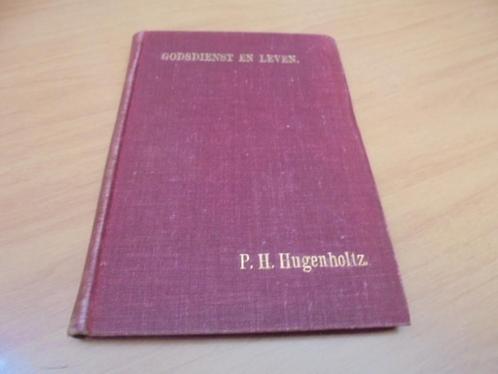 GODSDIENST EN LEVEN.
P. H. Hugenholtz.